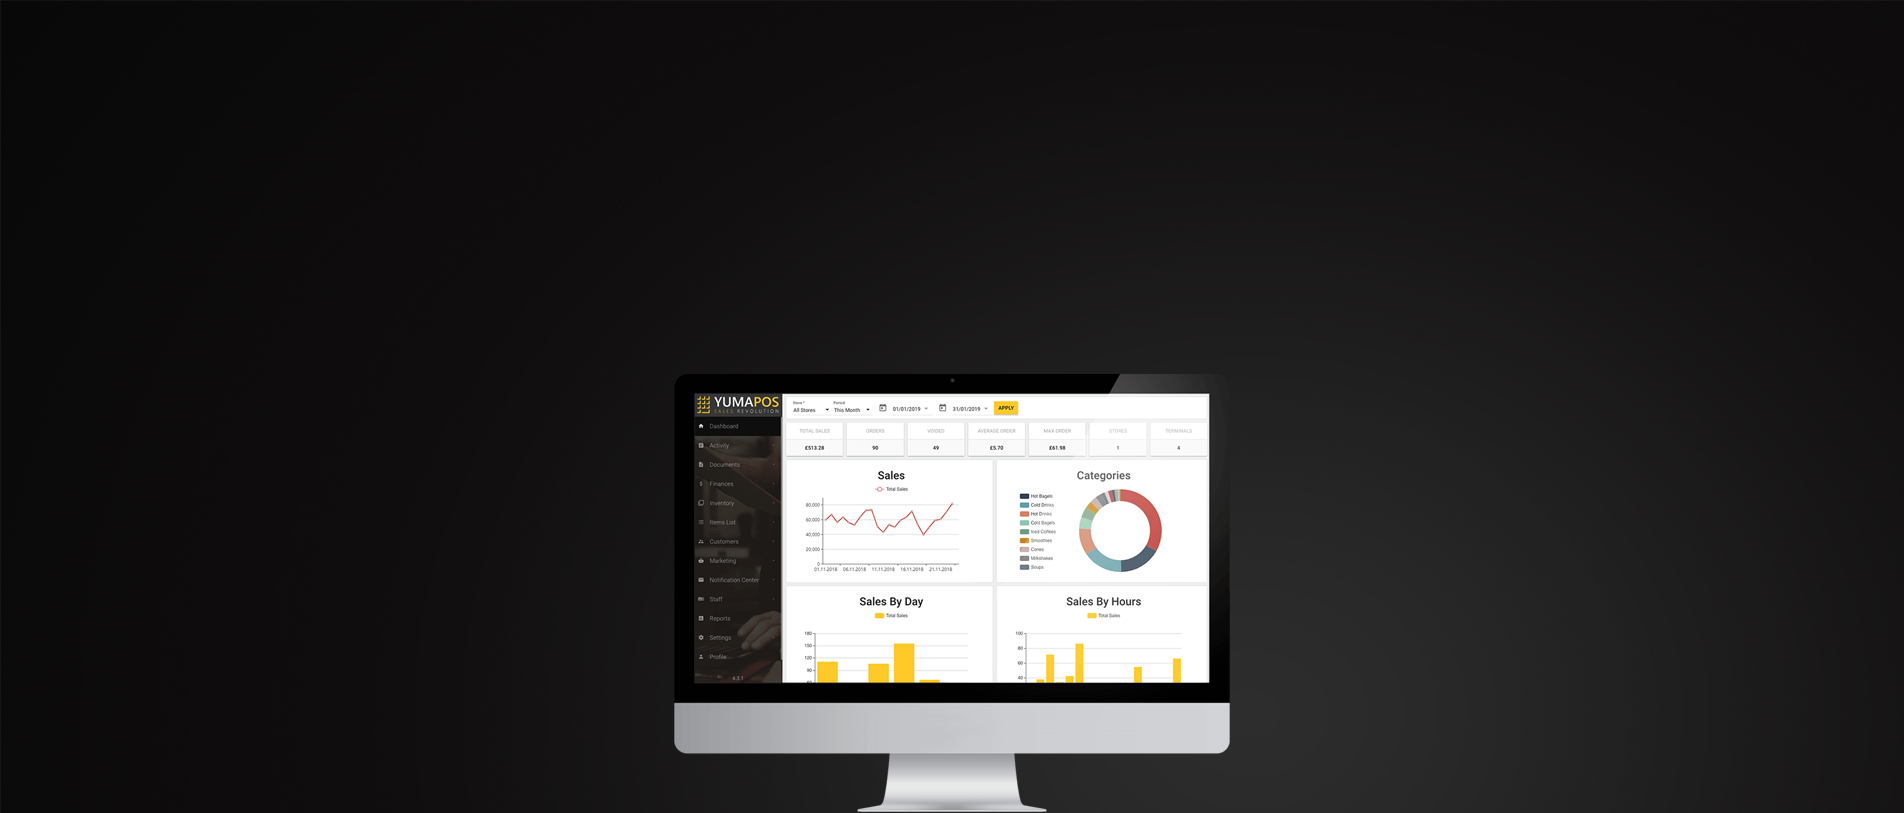 YUMAPOS
SALES REVOLUTION
Dashboard
Activity
Documents
Finances
Inventory
Items List
Customers
Marketing
Notification Center
Staff
Reports
Settings
Profile
4.3.1
Store *
All Stores
Period
This Month
01/01/2019
31/01/2019
APPLY
TOTAL SALES
£513.28
ORDERS
90
VOIDED
49
AVERAGE ORDER
£5.70
MAX ORDER
£61.98
STORES
1
TERMINALS
4
Sales
Total Sales
80,000
60,000
40,000
20,000
0
01.11.2018 06.11.2018 11.11.2018 16.11.2018 21.11.2018
Categories
Hot Bagels
Cold Drinks
Hot Drinks
Cold Bagels
Iced Coffees
Smoothies
Cones
Milkshakes
Soups
Sales By Day
Total Sales
180
150
120
90
Sales By Hours
Total Sales
100
80
60
40